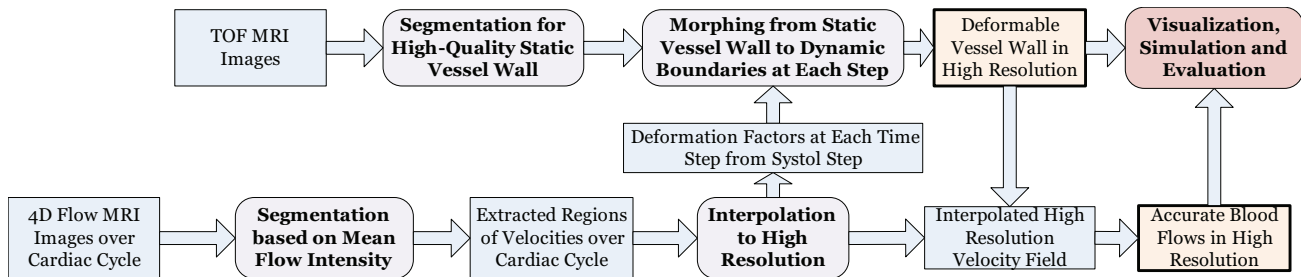 TOF MRI
Images
Segmentation for
High-Quality Static
Vessel Wall
Morphing from Static
Vessel Wall to Dynamic
Boundaries at Each Step
Deformable
Vessel Wall in
High Resolution
Visualization,
Simulation and
Evaluation
Deformation Factors at Each Time
Step from Systol Step
4D Flow MRI
Images over
Cardiac Cycle
Segmentation
based on Mean
Flow Intensity
Extracted Regions
of Velocities over
Cardiac Cycle
Interpolation
to High
Resolution
Interpolated High
Resolution
Velocity Field
Accurate Blood
Flows in High
Resolution